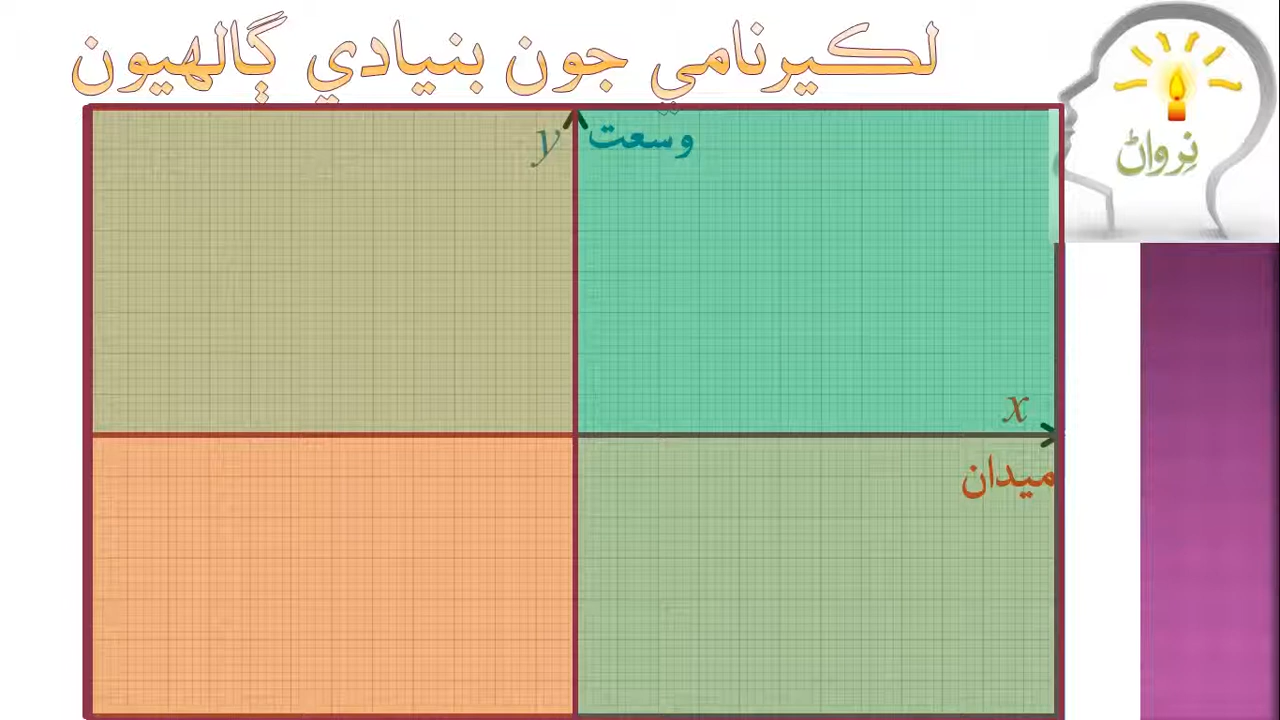 لڪيرنامي جون بنيادي ڳالهيون
نِرواڻ
y
وسعت
x
ميدان